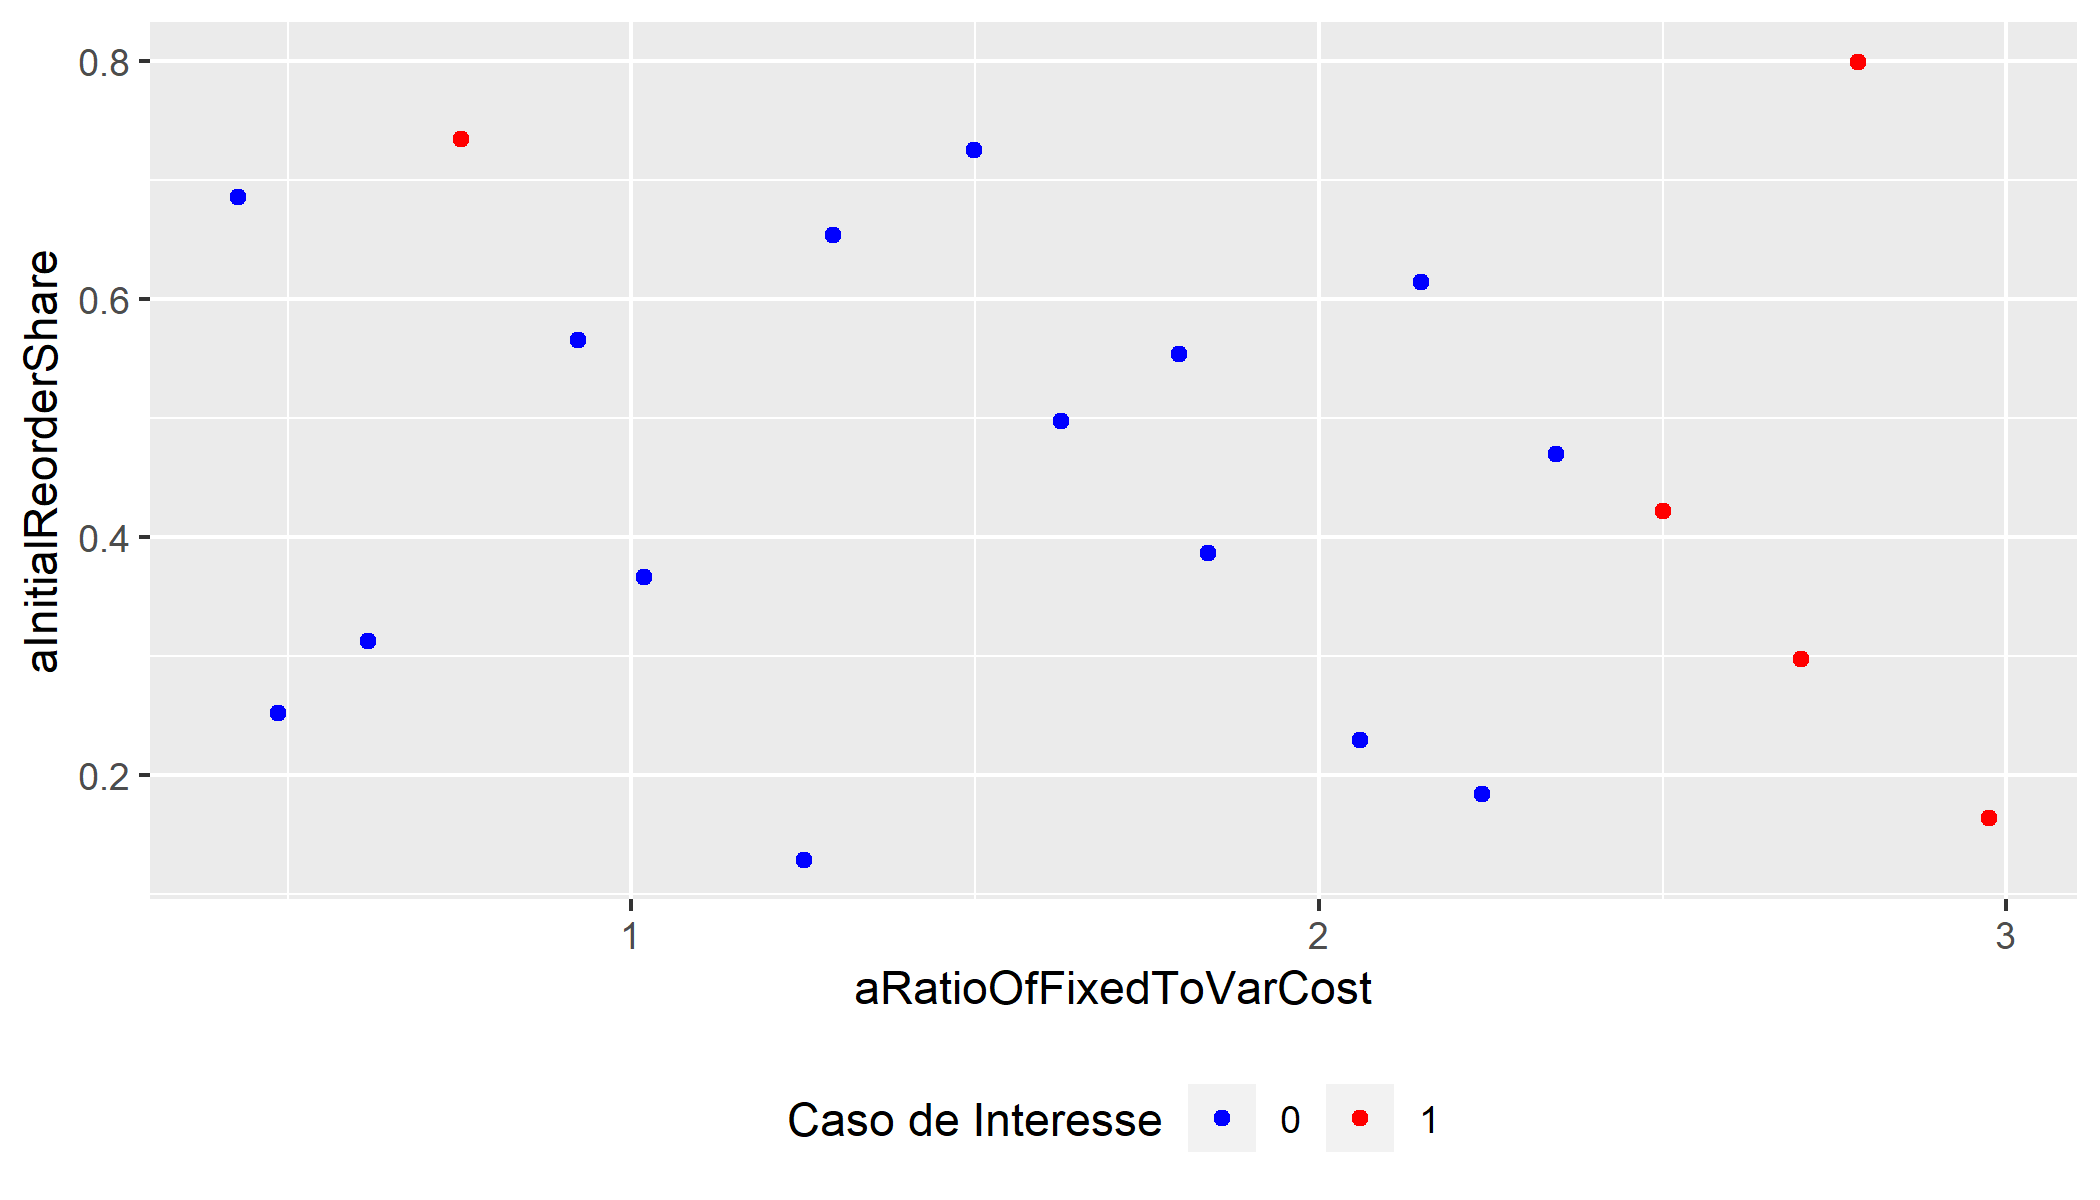 0.8
0.6
0.4
0.2
aInitialReorderShare
1 2 3
aRatioOfFixedToVarCost
Caso de Interesse 0 1